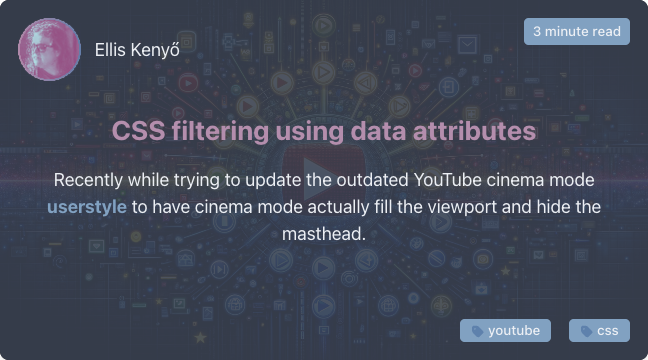 Ellis Kenyő
3 minute read
CSS filtering using data attributes
Recently while trying to update the outdated YouTube cinema mode
userstyle to have cinema mode actually fill the viewport and hide the
masthead.
youtube
css